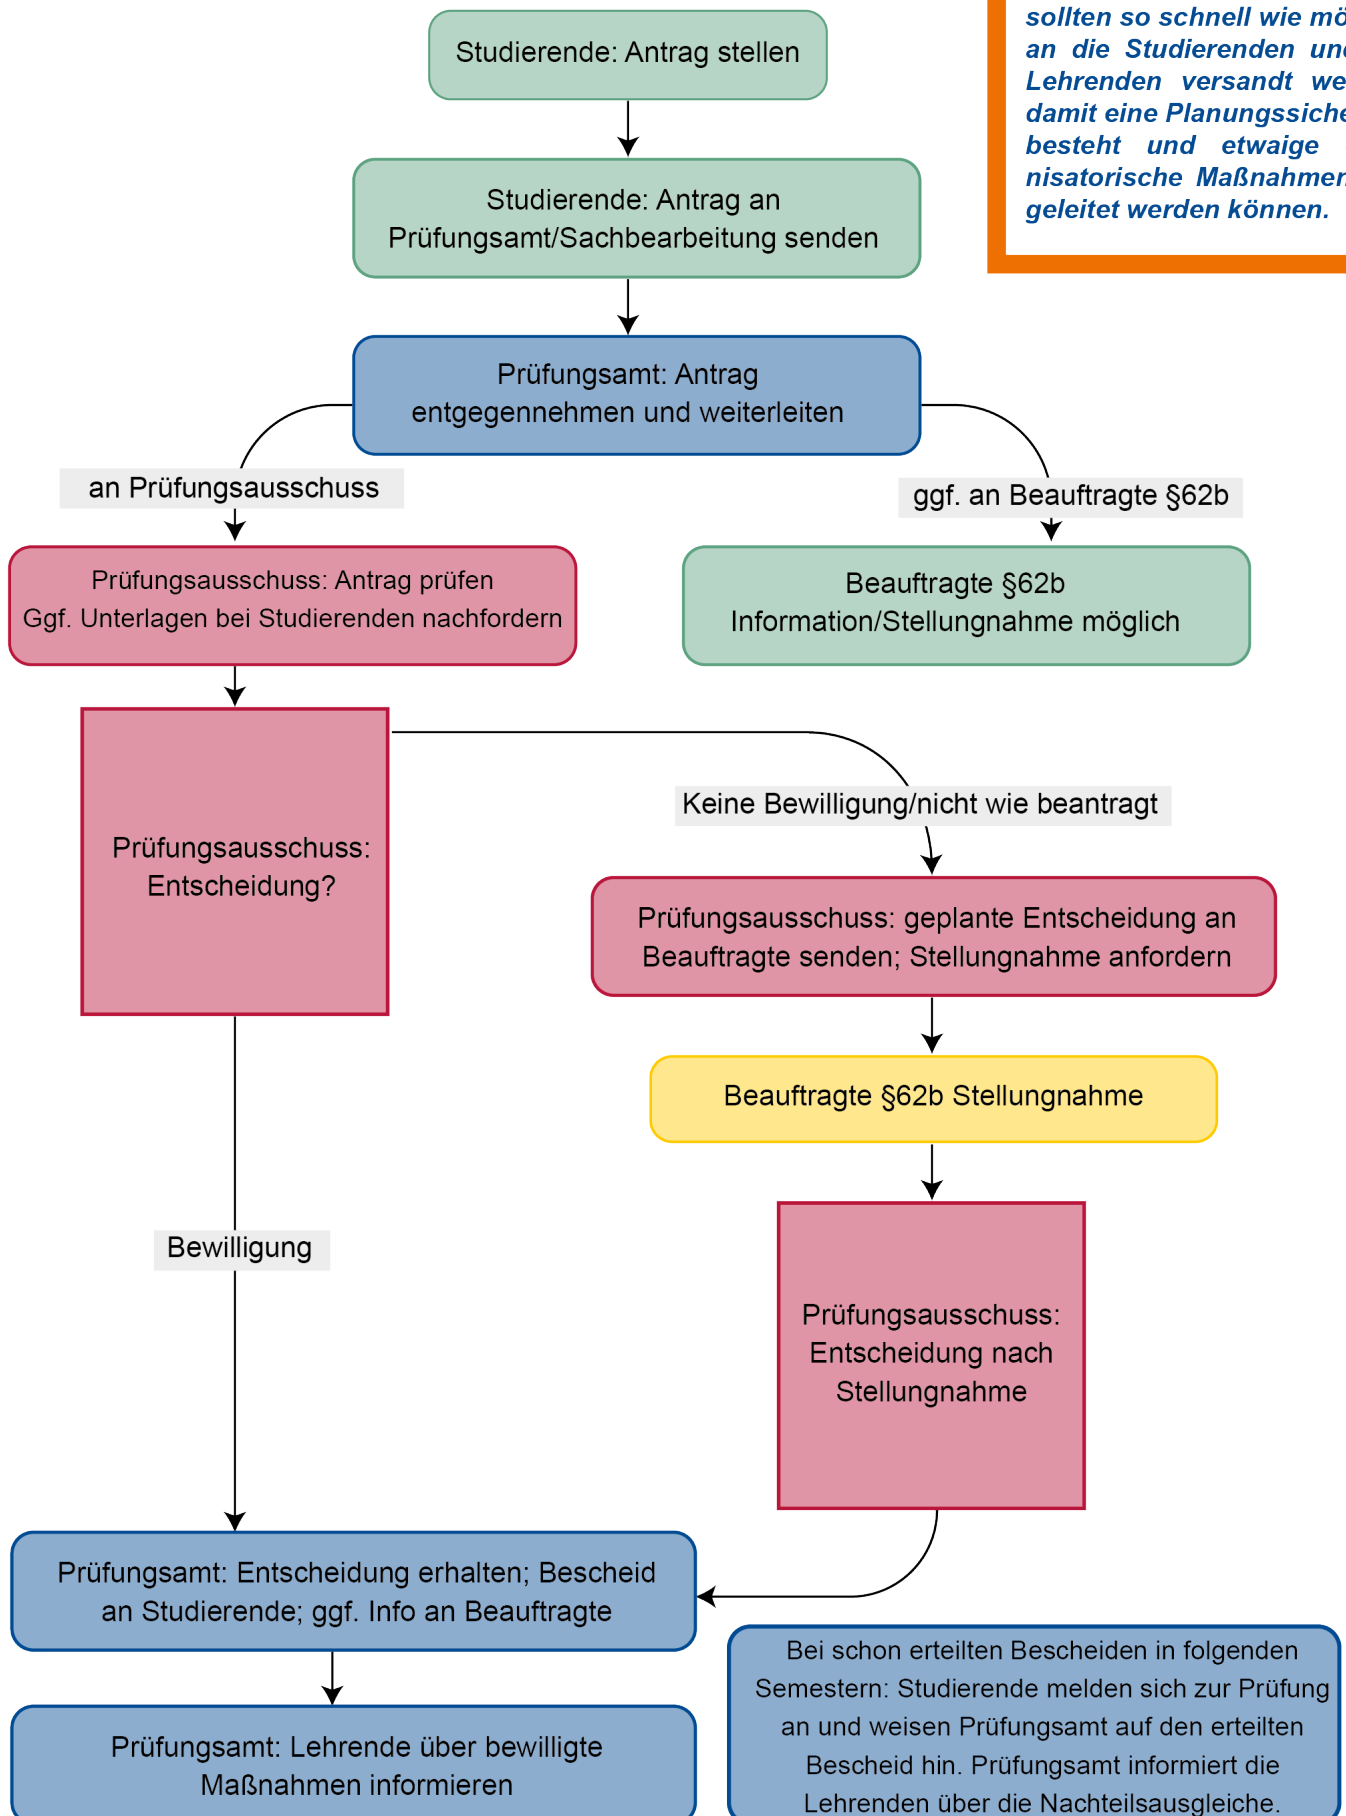 Studierende: Antrag stellen
sollten so schnell wie
an die Studierenden
Lehrenden versandt
damit eine
besteht und etwaige
nisatorische Maßnahmen
geleitet werden können.
Studierende: Antrag an
Prüfungsamt/Sachbearbeitung senden
Prüfungsamt: Antrag
entgegennehmen und weiterleiten
an Prüfungsausschuss
ggf. an Beauftragte §62b
Prüfungsausschuss: Antrag prüfen
Ggf. Unterlagen bei Studierenden nachfordern
Beauftragte §62b
Information/Stellungnahme möglich
Prüfungsausschuss:
Entscheidung?
Keine Bewilligung/nicht wie beantragt
Prüfungsausschuss: geplante Entscheidung an
Beauftragte senden; Stellungnahme anfordern
Beauftragte §62b Stellungnahme
Bewilligung
Prüfungsausschuss:
Entscheidung nach
Stellungnahme
Prüfungsamt: Entscheidung erhalten; Bescheid
an Studierende; ggf. Info an Beauftragte
Prüfungsamt: Lehrende über bewilligte
Maßnahmen informieren
Bei schon erteilten Bescheiden in folgenden
Semestern: Studierende melden sich zur Prüfung
an und weisen Prüfungsamt auf den erteilten
Bescheid hin. Prüfungsamt informiert die
Lehrenden über die Nachteilsausgleiche.